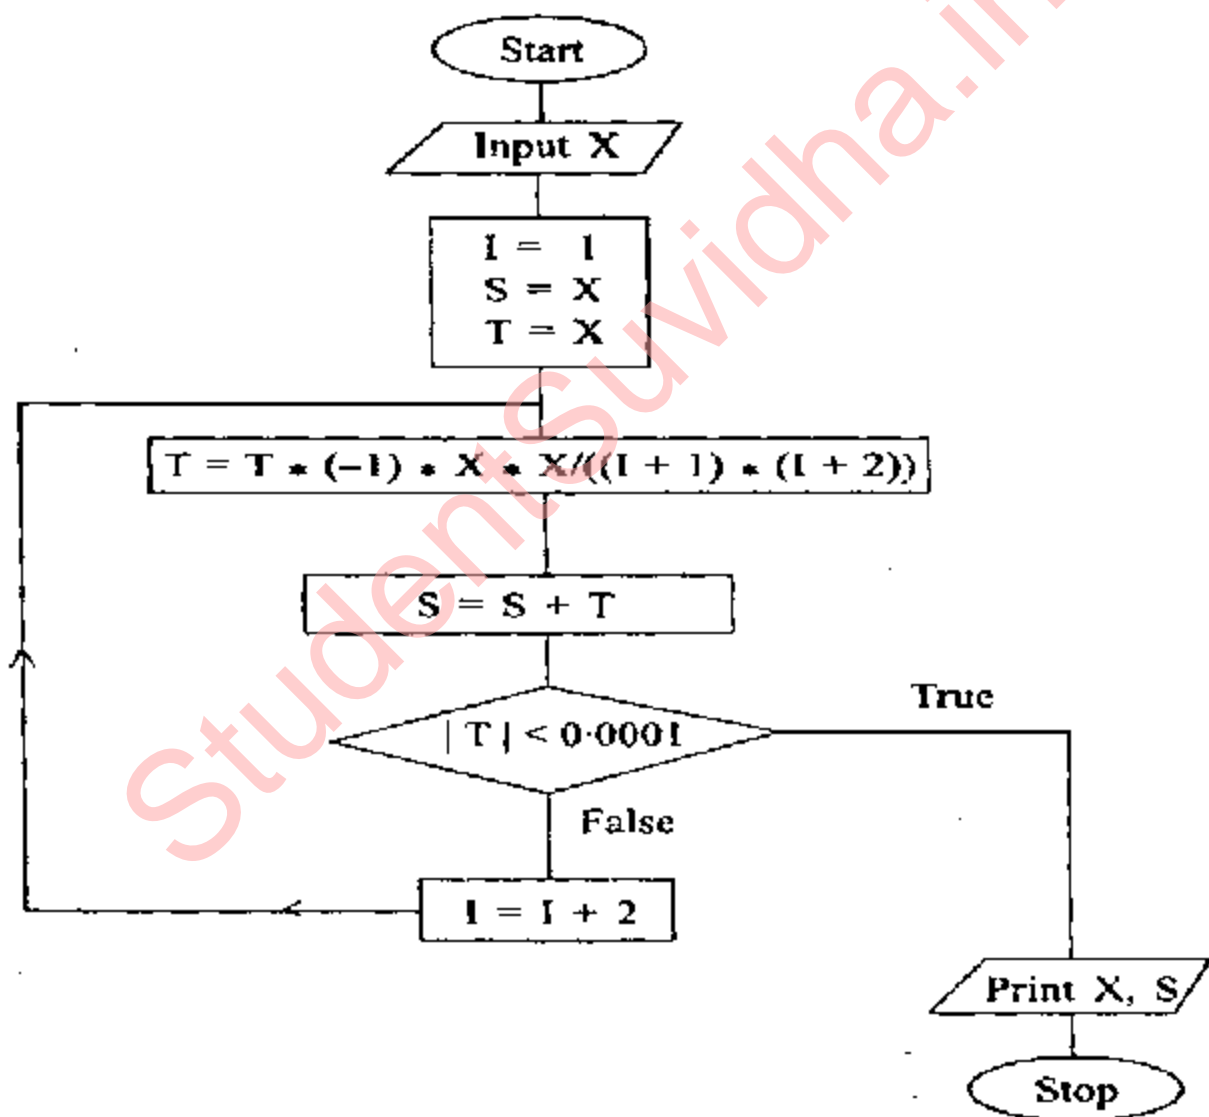 Start
Input X
I = 1
S = X
T = X
T = T * (-1) * X * X/((I + 1) * (I + 2))
S = S + T
| T | < 0·0001
True
False
I = I + 2
Print X, S
Stop
StudentSuvidha.in